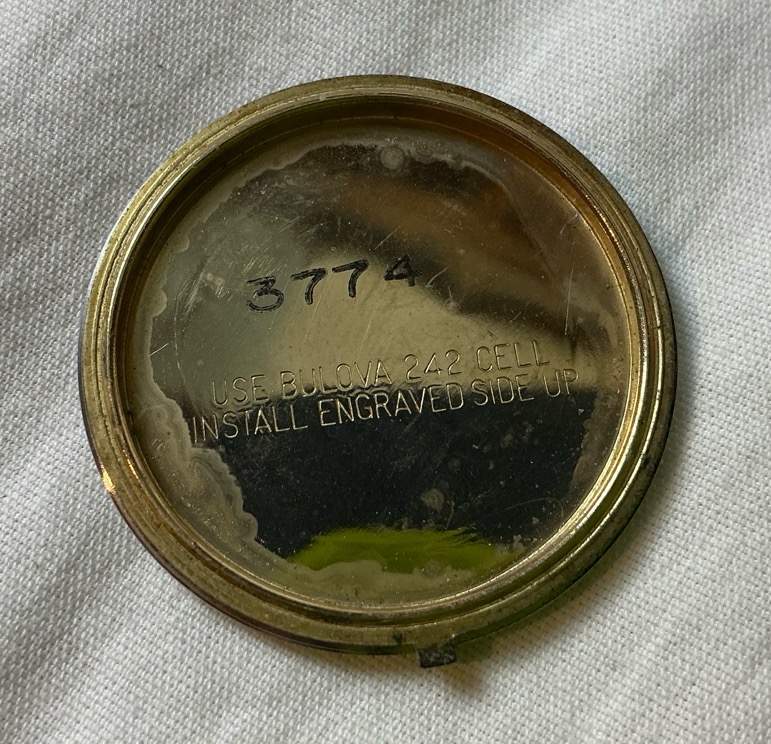 3774
USE BULOVA 242 CELL
INSTALL ENGRAVED SIDE UP